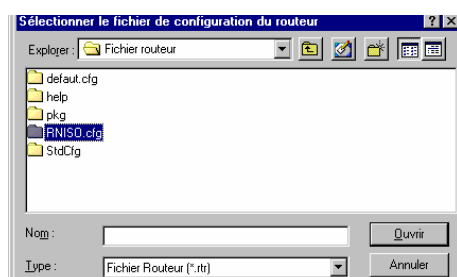 Sélectionner le fichier de configuration du routeur
Explorer : Fichier routeur
defaut.cfg
help
pkg
RNISO.cfg
StdCfg
Nom :
Ouvrir
Type : Fichier Routeur (*.rtr)
Annuler